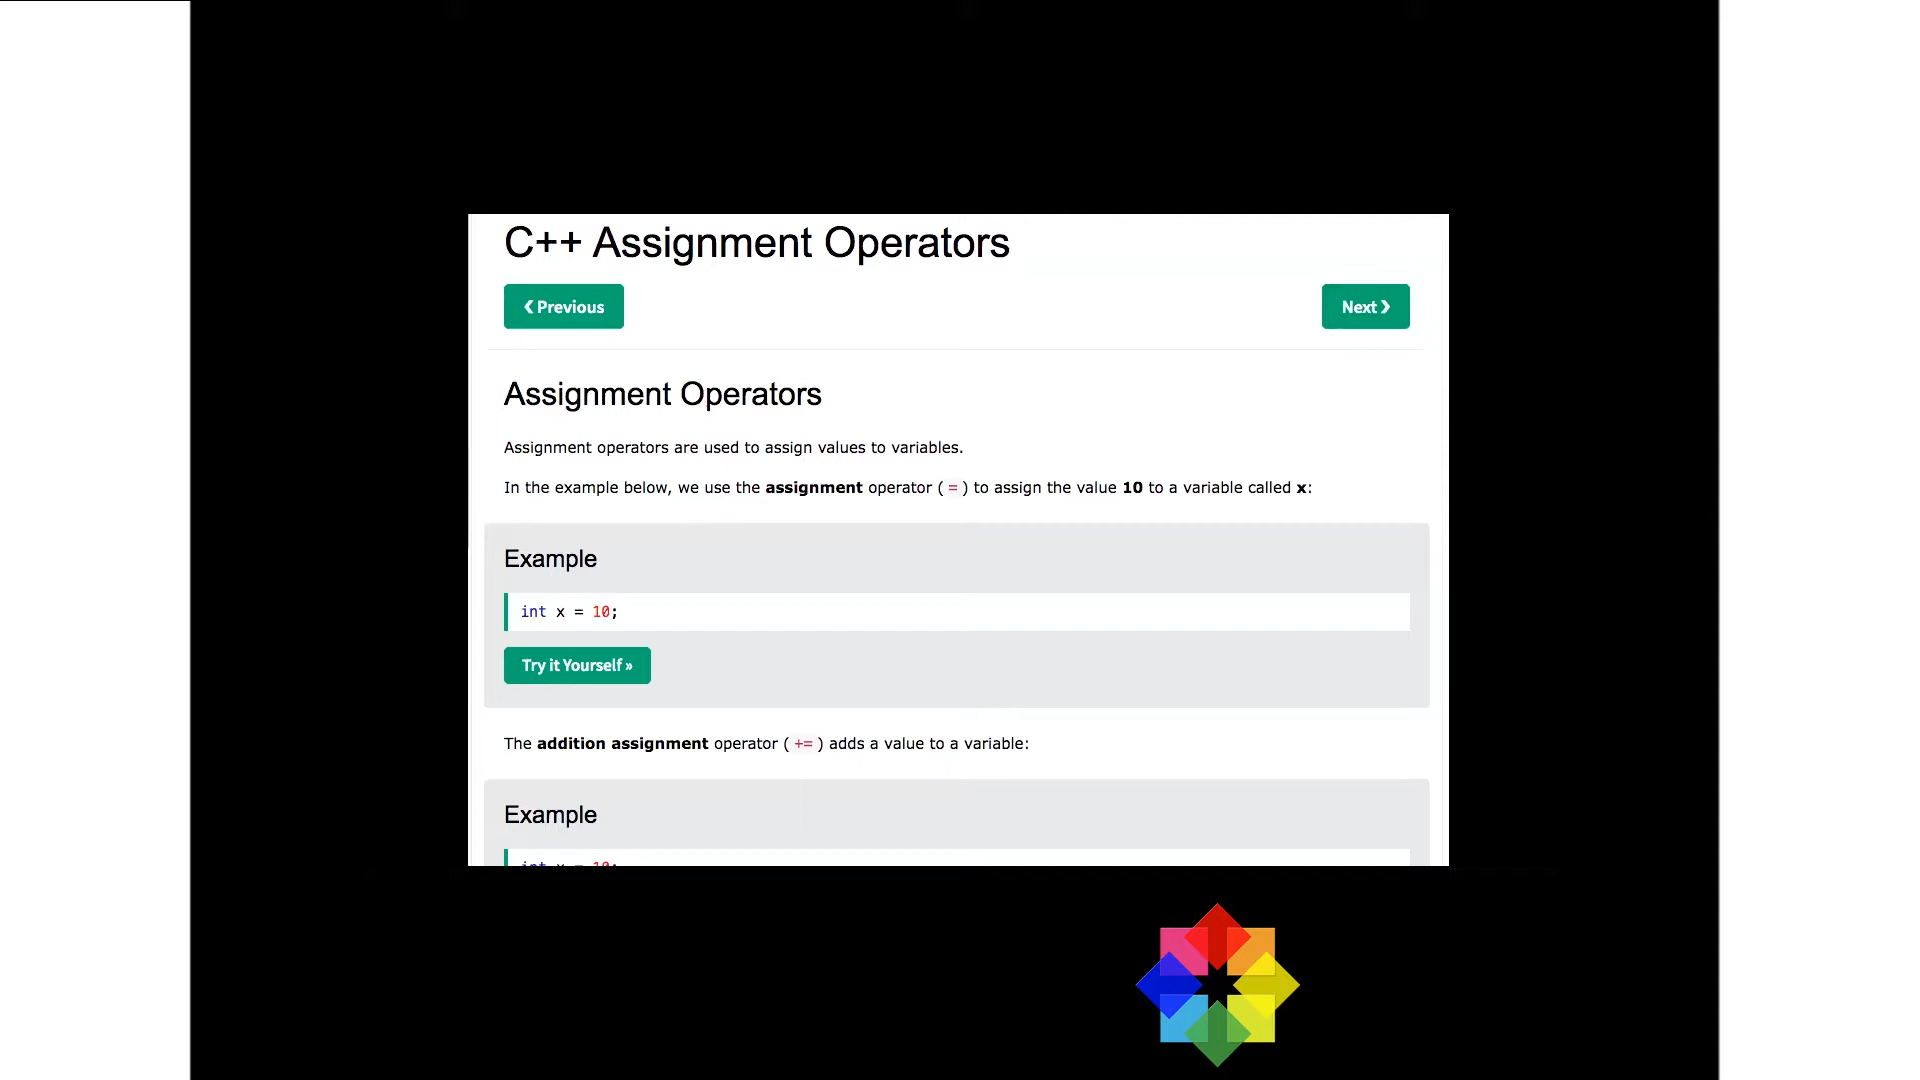 C++ Assignment Operators
❮ Previous
Next ❯
Assignment Operators
Assignment operators are used to assign values to variables.
In the example below, we use the assignment operator ( = ) to assign the value 10 to a variable called x:
Example
int x = 10;
Try it Yourself »
The addition assignment operator ( += ) adds a value to a variable:
Example
int x = 10;